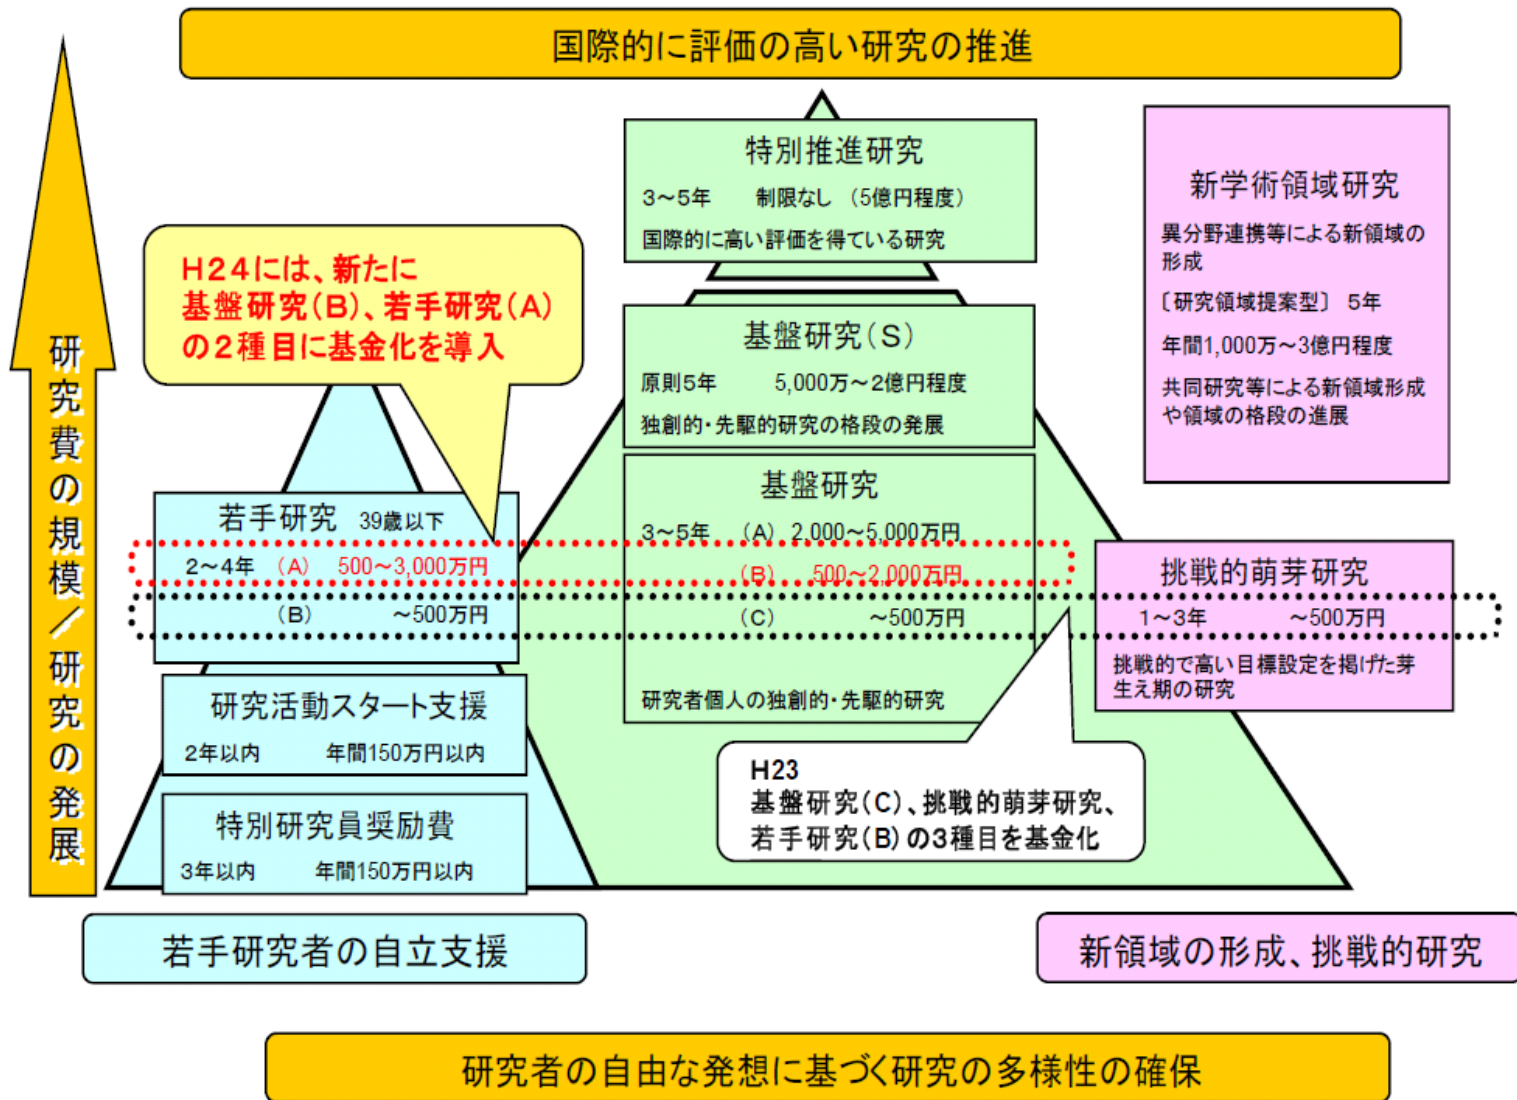 国際的に評価の高い研究の推進
研究費の規模／研究の発展
特別推進研究
3～5年　制限なし　(5億円程度)
国際的に高い評価を得ている研究
新学術領域研究
異分野連携等による新領域の
形成
〔研究領域提案型〕 5年
年間1,000万～3億円程度
共同研究等による新領域形成
や領域の格段の進展
H24には、新たに
基盤研究(B)、若手研究(A)
の2種目に基金化を導入
基盤研究(S)
原則5年　5,000万～2億円程度
独創的・先駆的研究の格段の発展
基盤研究
3～5年　(A) 2,000～5,000万円
(B)　500～2,000万円
(C)　～500万円
研究者個人の独創的・先駆的研究
若手研究　39歳以下
2～4年　(A)　500～3,000万円
(B)　～500万円
挑戦的萌芽研究
1～3年　～500万円
挑戦的で高い目標設定を掲げた芽
生え期の研究
研究活動スタート支援
2年以内　年間150万円以内
特別研究員奨励費
3年以内　年間150万円以内
H23
基盤研究(C)、挑戦的萌芽研究、
若手研究(B)の3種目を基金化
若手研究者の自立支援
新領域の形成、挑戦的研究
研究者の自由な発想に基づく研究の多様性の確保